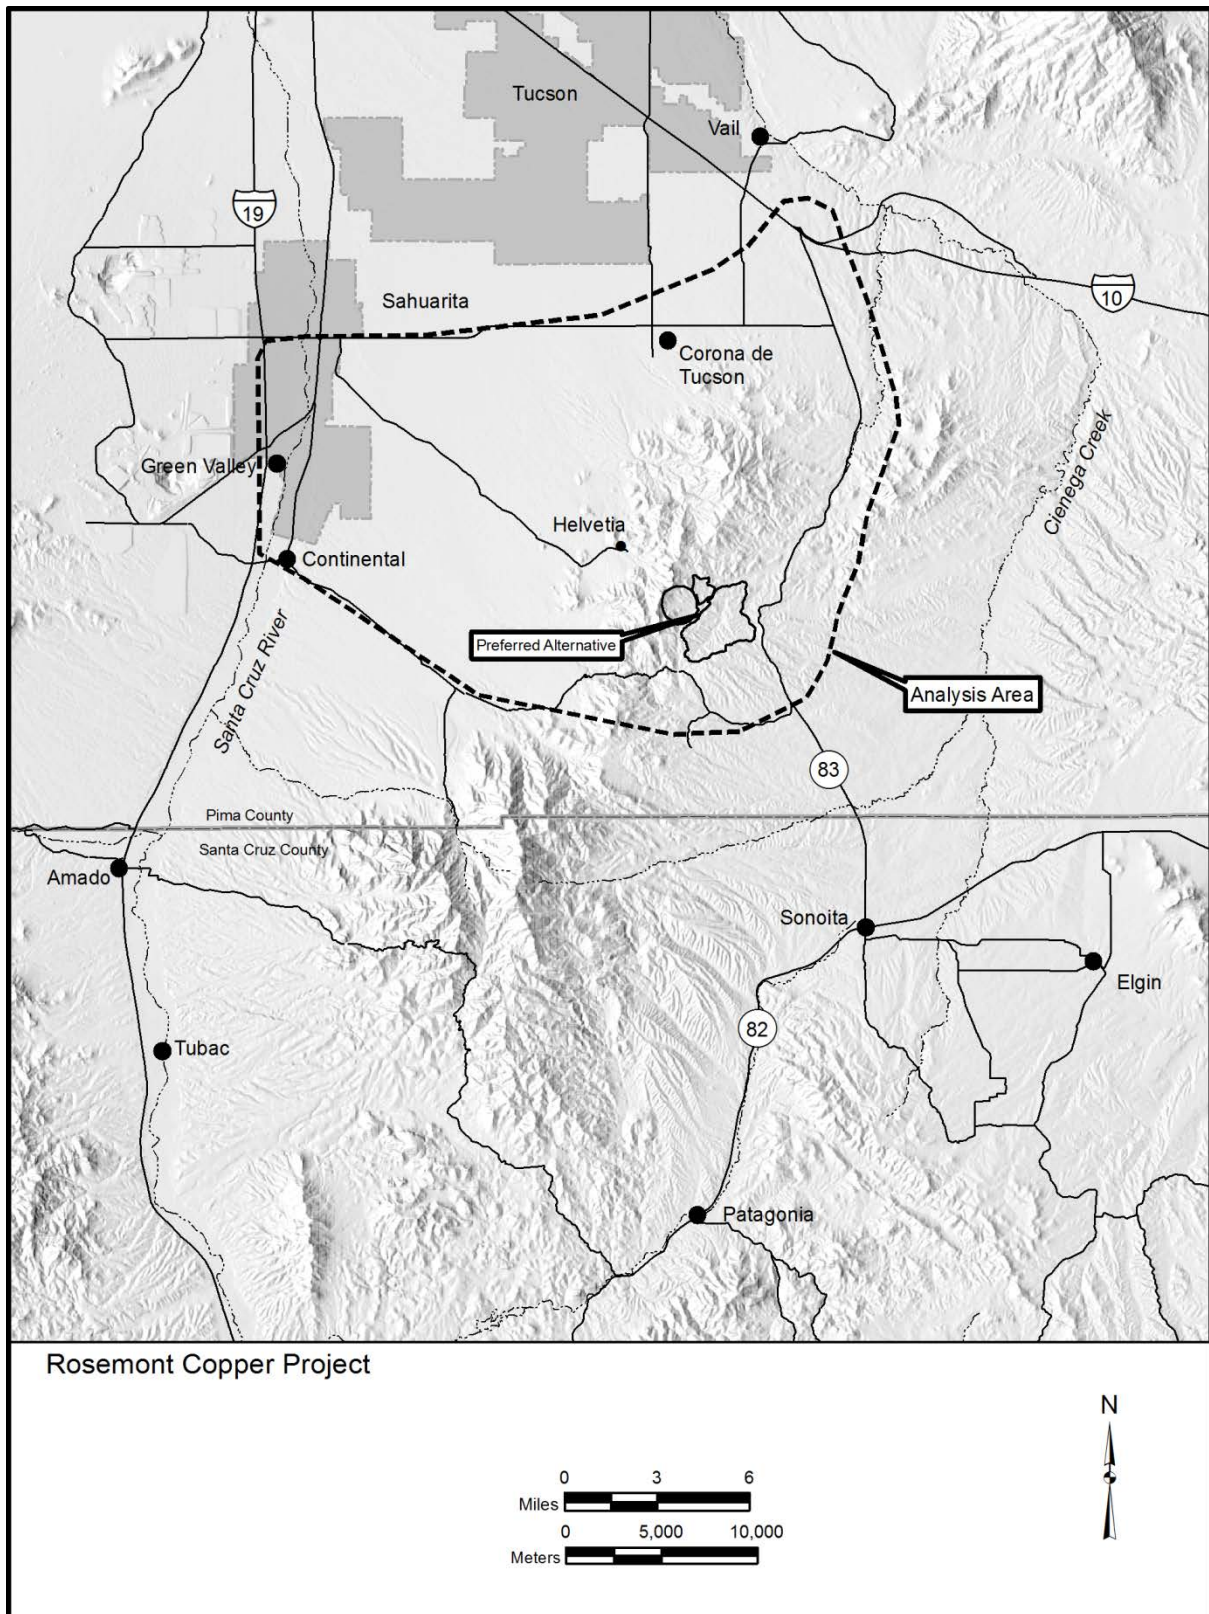 Tucson
Vail
19
Sahuarita
10
Corona de
Tucson
Green Valley
Cienega Creek
Helvetia
Continental
Santa Cruz River
Preferred Alternative
Analysis Area
83
Pima County
Santa Cruz County
Amado
Sonoita
Elgin
82
Tubac
Patagonia
Rosemont Copper Project
N
0 3 6
Miles
0 5,000 10,000
Meters